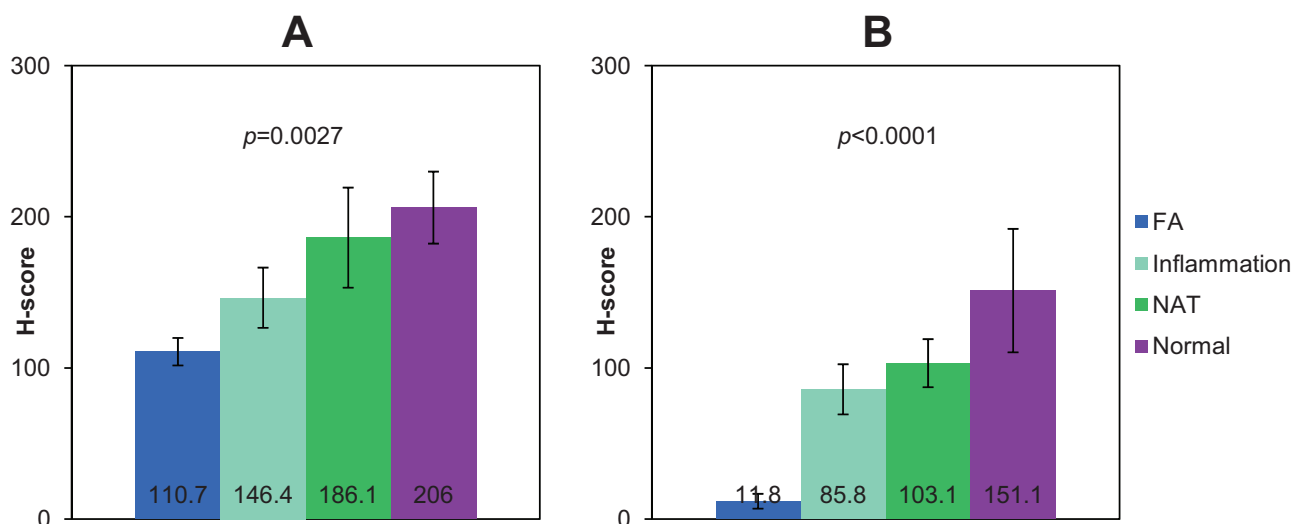 A
H-score
300
200
100
0
p=0.0027
110.7
146.4
186.1
206
B
H-score
300
200
100
0
p<0.0001
11.8
85.8
103.1
151.1
FA
Inflammation
NAT
Normal